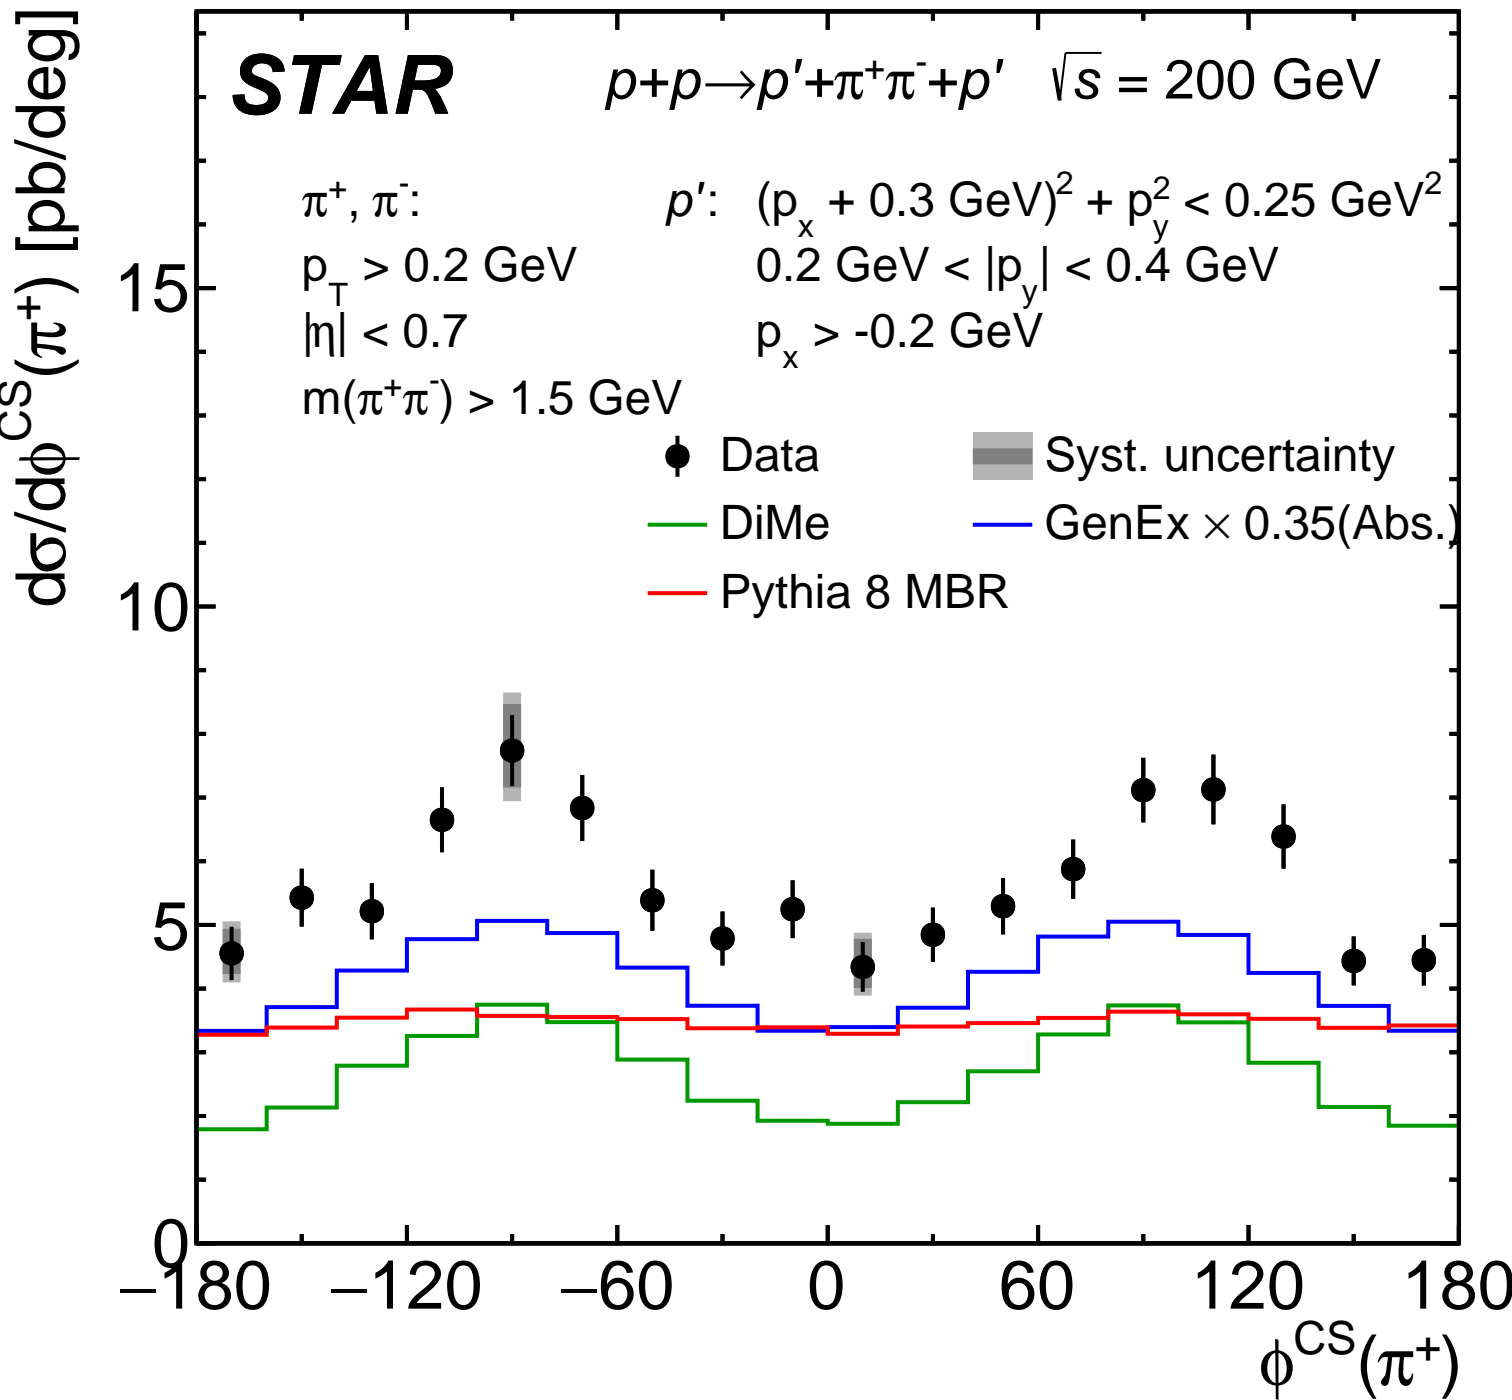 dσ/dφ^CS(π⁺) [pb/deg]
STAR p+p→p′+π⁺π⁻+p′ √s = 200 GeV
π⁺, π⁻: p′: (p_x + 0.3 GeV)² + p_y² < 0.25 GeV²
p_T > 0.2 GeV 0.2 GeV < |p_y| < 0.4 GeV
|η| < 0.7 p_x > -0.2 GeV
m(π⁺π⁻) > 1.5 GeV
Data Syst. uncertainty
DiMe GenEx × 0.35(Abs.)
Pythia 8 MBR
15
10
5
0
−180 −120 −60 0 60 120 180
φ^CS(π⁺)